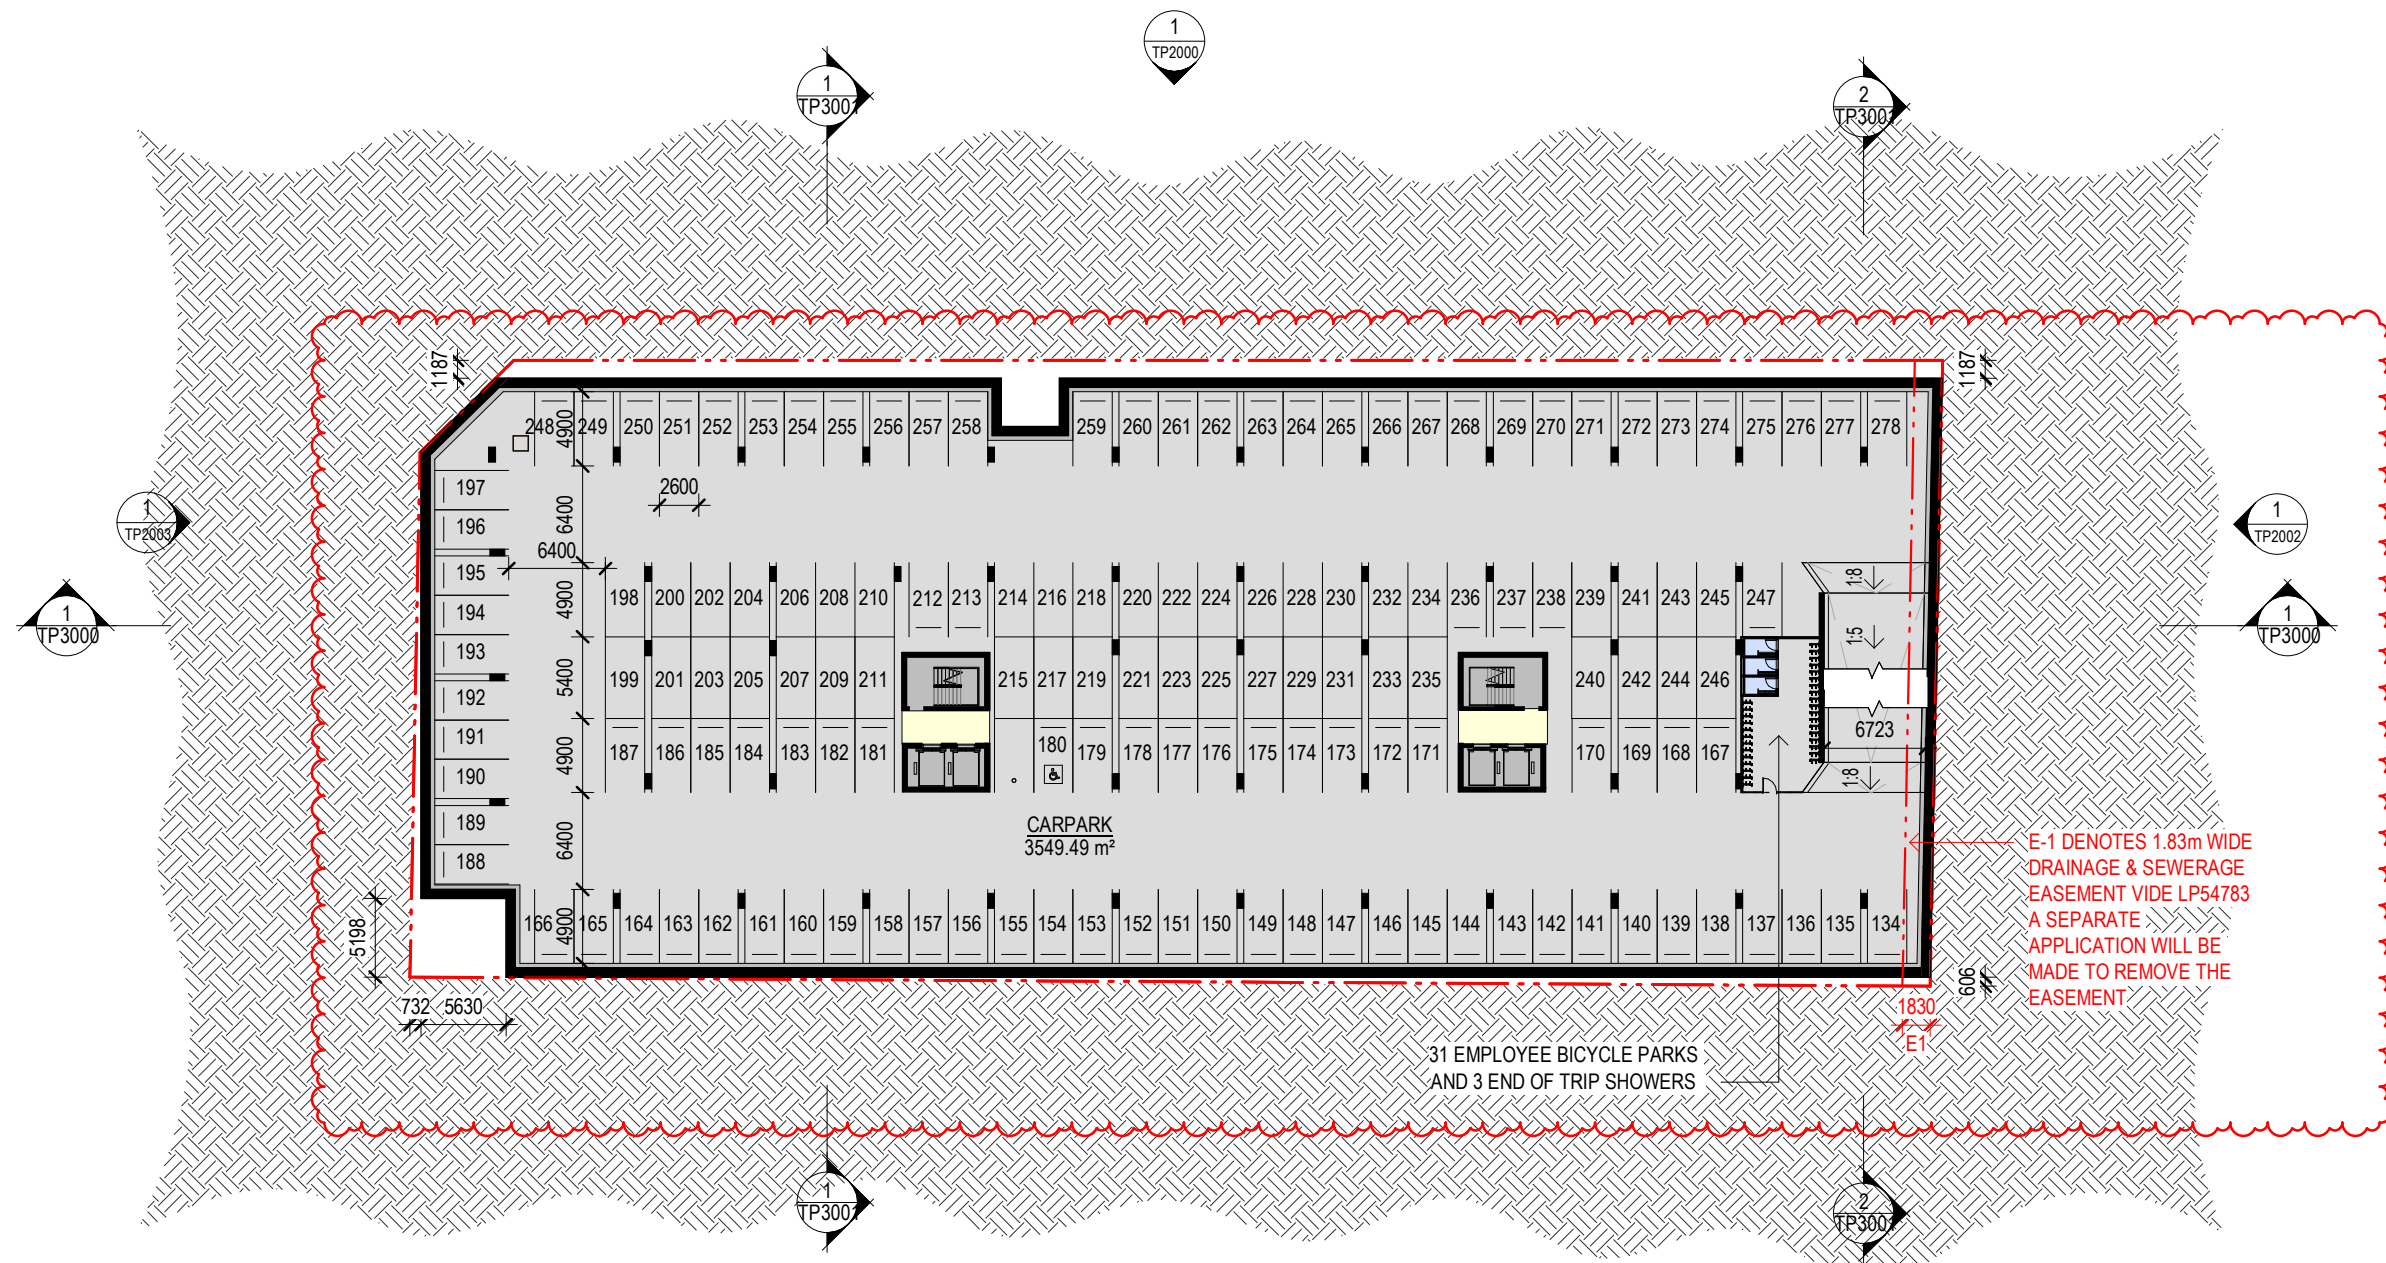 1
TP2000
1
TP3001
2
TP3001
1187
1187
248 249 250 251 252 253 254 255 256 257 258 259 260 261 262 263 264 265 266 267 268 269 270 271 272 273 274 275 276 277 278
4900
197
2600
196
6400
6400
1
TP2003
1
TP2002
195
1:8
194
4900
198 200 202 204 206 208 210 212 213 214 216 218 220 222 224 226 228 230 232 234 236 237 238 239 241 243 245 247
1
TP3000
1
TP3000
1:5
193
5400
199 201 203 205 207 209 211 215 217 219 221 223 225 227 229 231 233 235 240 242 244 246
192
191
6723
4900
187 186 185 184 183 182 181 180 179 178 177 176 175 174 173 172 171 170 169 168 167
190
1:8
189
6400
CARPARK
3549.49 m²
188
E-1 DENOTES 1.83m WIDE
DRAINAGE & SEWERAGE
EASEMENT VIDE LP54783
A SEPARATE
APPLICATION WILL BE
MADE TO REMOVE THE
EASEMENT
5198
4900
166 165 164 163 162 161 160 159 158 157 156 155 154 153 152 151 150 149 148 147 146 145 144 143 142 141 140 139 138 137 136 135 134
606
732 5630
1830
E1
31 EMPLOYEE BICYCLE PARKS
AND 3 END OF TRIP SHOWERS
1
TP3001
2
TP3001